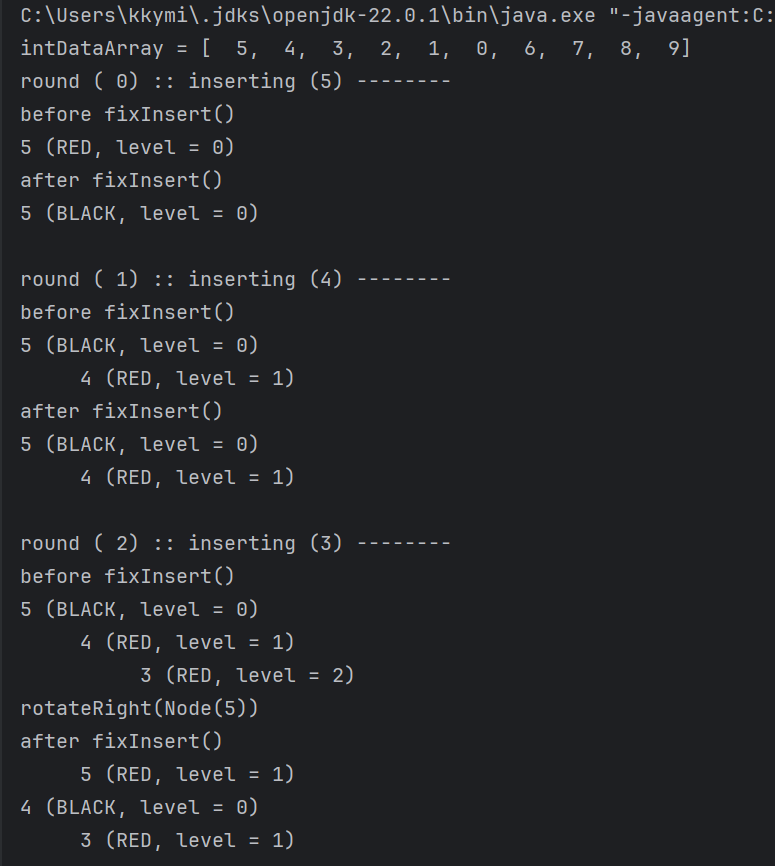 C:\Users\kkymi\.jdks\openjdk-22.0.1\bin\java.exe "-javaagent:C:
intDataArray = [  5,  4,  3,  2,  1,  0,  6,  7,  8,  9]
round ( 0) :: inserting (5) --------
before fixInsert()
5 (RED, level = 0)
after fixInsert()
5 (BLACK, level = 0)

round ( 1) :: inserting (4) --------
before fixInsert()
5 (BLACK, level = 0)
     4 (RED, level = 1)
after fixInsert()
5 (BLACK, level = 0)
     4 (RED, level = 1)

round ( 2) :: inserting (3) --------
before fixInsert()
5 (BLACK, level = 0)
     4 (RED, level = 1)
          3 (RED, level = 2)
rotateRight(Node(5))
after fixInsert()
     5 (RED, level = 1)
4 (BLACK, level = 0)
     3 (RED, level = 1)